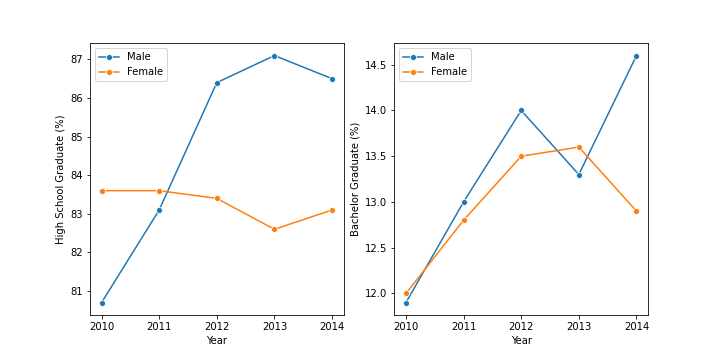 Male
Female
87
86
85
84
83
82
81
High School Graduate (%)
2010 2011 2012 2013 2014
Year
Male
Female
14.5
14.0
13.5
13.0
12.5
12.0
Bachelor Graduate (%)
2010 2011 2012 2013 2014
Year